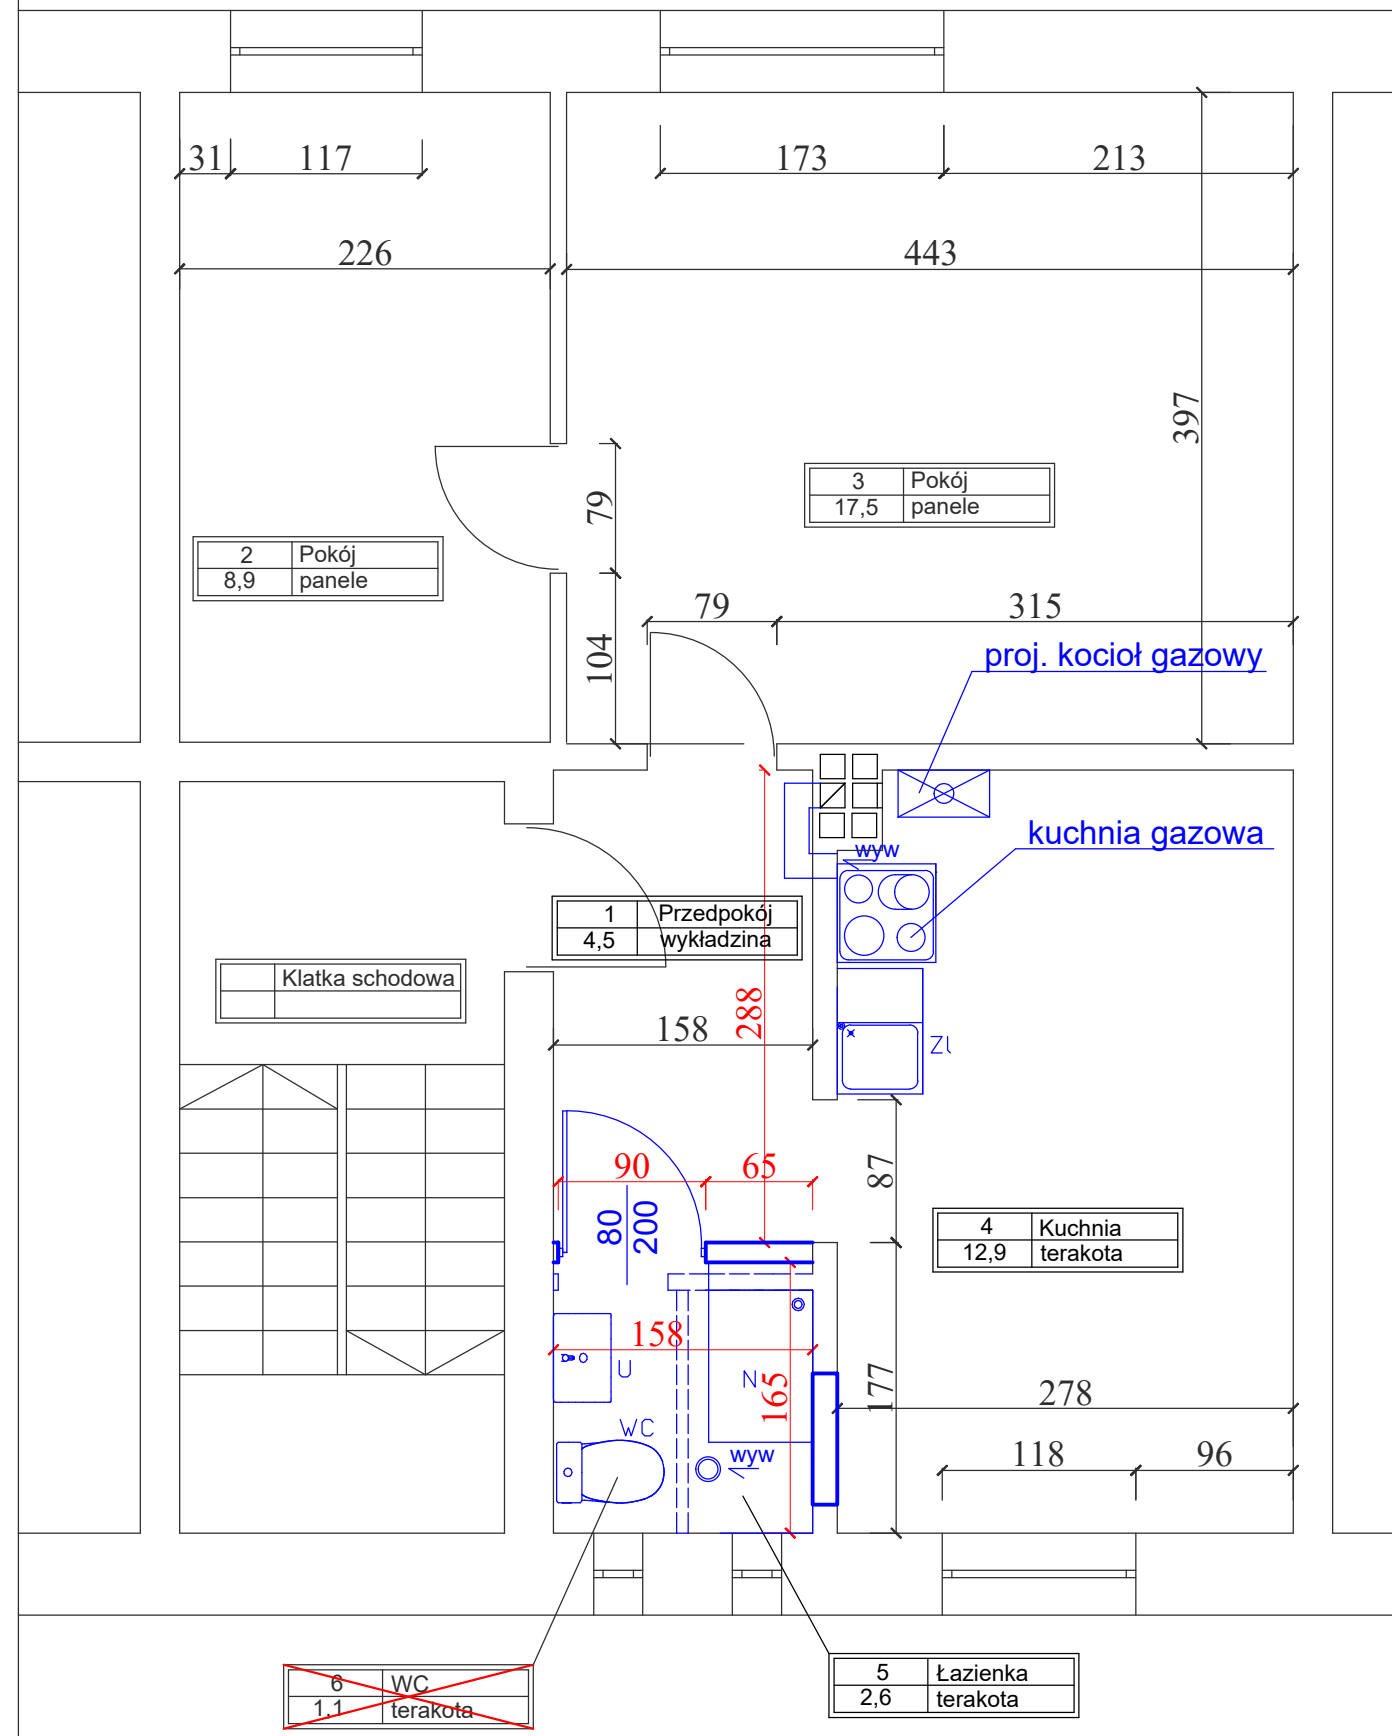 31
117
173
213
226
443
397
79
3 Pokój
17,5 panele
2 Pokój
8,9 panele
79
315
104
proj. kocioł gazowy
kuchnia gazowa
wyw
1 Przedpokój
4,5 wykładzina
Klatka schodowa
288
158
Zl
90
65
87
80
200
4 Kuchnia
12,9 terakota
158
U
N
165
177
278
WC
wyw
118
96
6 WC
1,1 terakota
5 Łazienka
2,6 terakota